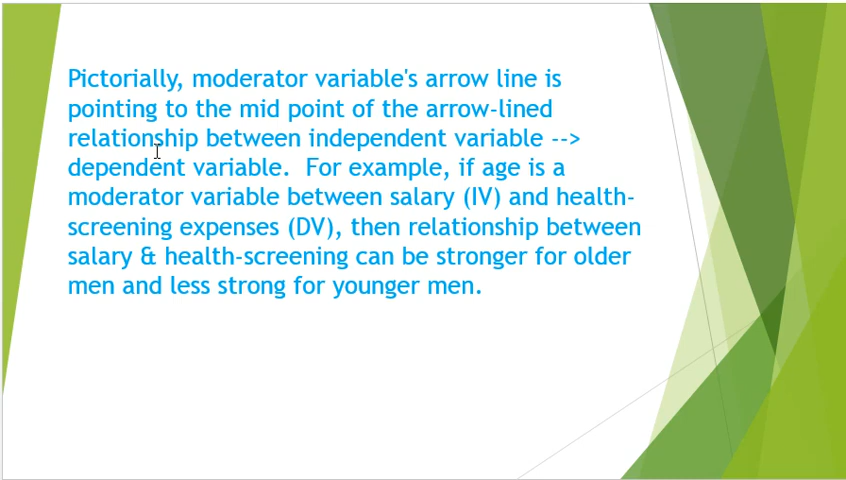 Pictorially, moderator variable's arrow line is
pointing to the mid point of the arrow-lined
relationship between independent variable -->
dependent variable.  For example, if age is a
moderator variable between salary (IV) and health-
screening expenses (DV), then relationship between
salary & health-screening can be stronger for older
men and less strong for younger men.